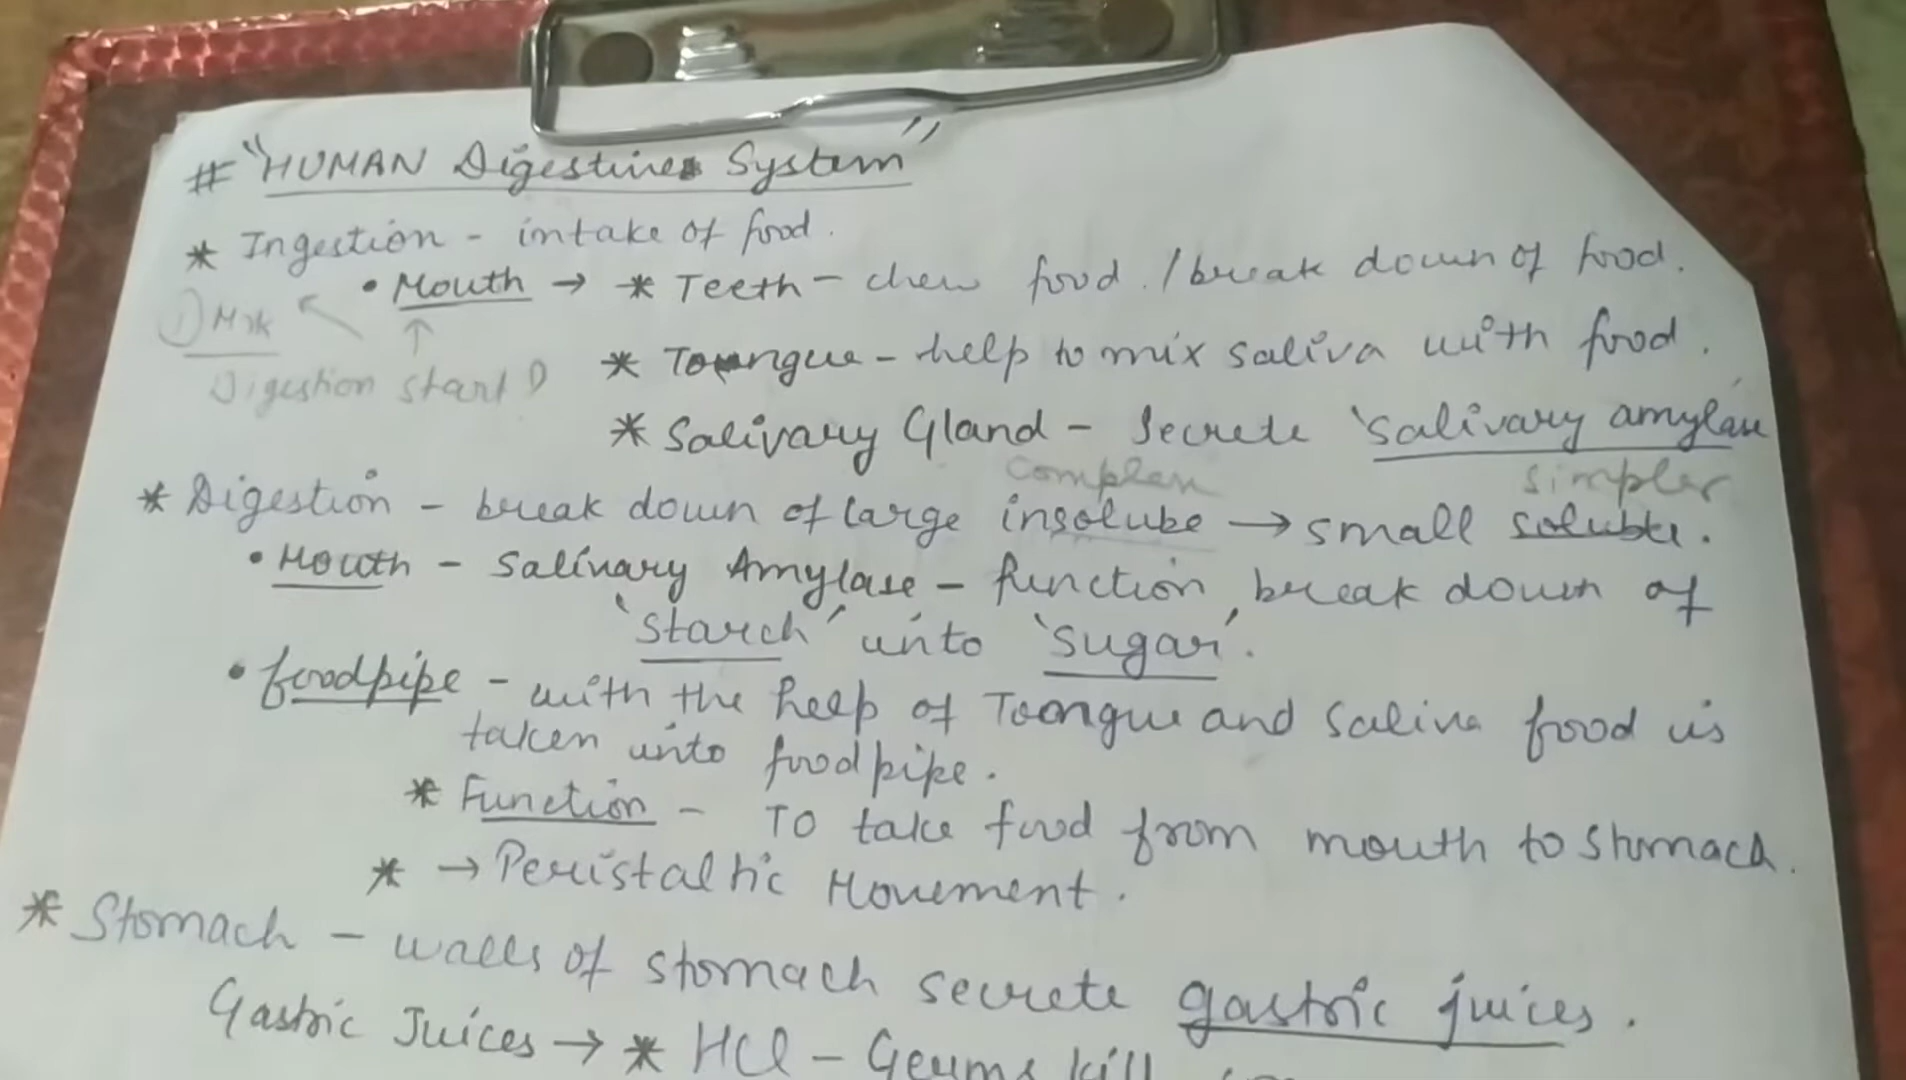 # "HUMAN Digestive System"
* Ingestion - intake of food.
• Mouth → * Teeth - chew food. / break down of food.
① Mrk
Digestion start
* Toungue - help to mix saliva with food.
* Salivary Gland - Secrete 'salivary amylase
complex simpler
* Digestion - break down of large insoluke → small soluble.
• Mouth - Salivary Amylase - function, break down of
'starch' into 'sugar'.
• foodpipe - with the help of Toongue and saliva food is
taken into foodpipe.
* Function - To take food from mouth to stomach.
* → Peristaltic Movement.
* Stomach - walls of stomach secrete gastric juices.
Gastric Juices → * HCl - Germs kill